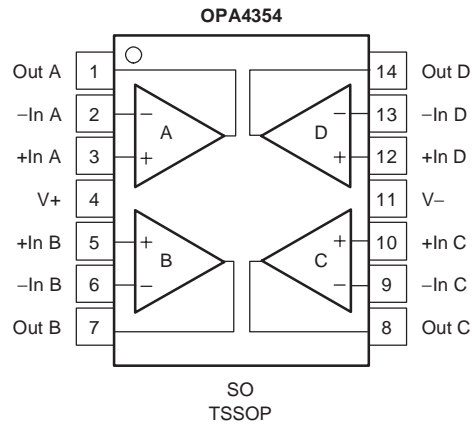 OPA4354
Out A 1 14 Out D
–In A 2 – – 13 –In D
A D
+In A 3 + + 12 +In D
V+ 4 11 V–
+In B 5 + + 10 +In C
B C
–In B 6 – – 9 –In C
Out B 7 8 Out C
SO
TSSOP